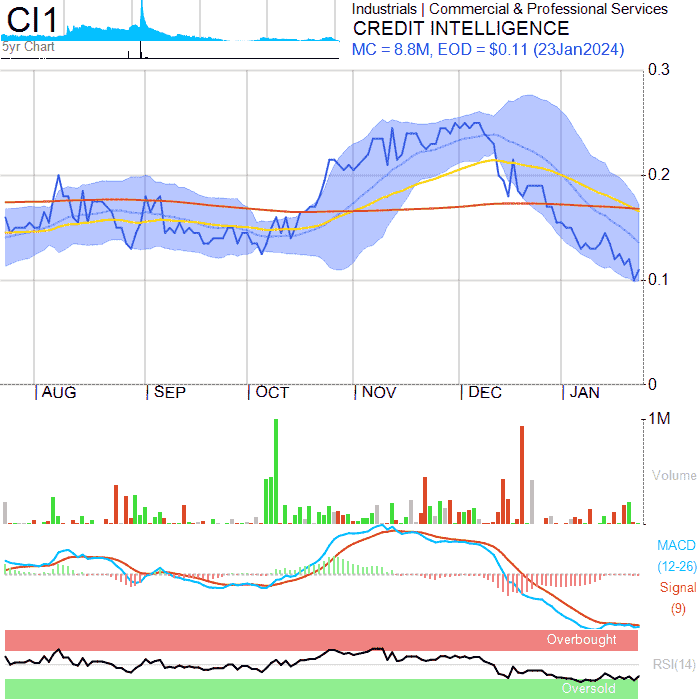 CI1
5yr Chart
Industrials | Commercial & Professional Services
CREDIT INTELLIGENCE
MC = 8.8M, EOD = $0.11 (23Jan2024)
0.3
0.2
0.1
0
AUG SEP OCT NOV DEC JAN
1M
Volume
MACD
(12-26)
Signal
(9)
Overbought
RSI(14)
Oversold